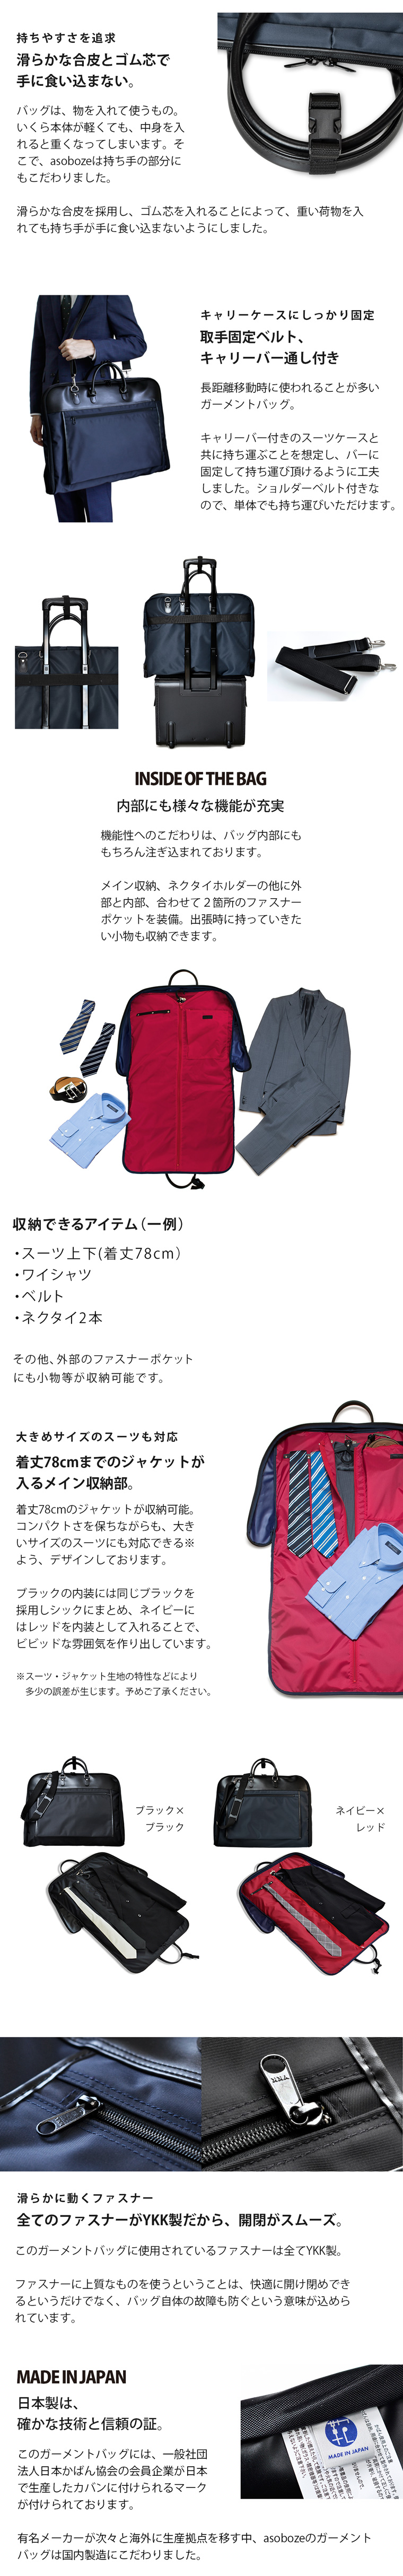 持ちやすさを追求
滑らかな合皮とゴム芯で
手に食い込まない。
バッグは、物を入れて使うもの。
いくら本体が軽くても、中身を入
れると重くなってしまいます。そ
こで、asobozeは持ち手の部分に
もこだわりました。
滑らかな合皮を採用し、ゴム芯を入れることによって、重い荷物を入
れても持ち手が手に食い込まないようにしました。
キャリーケースにしっかり固定
取手固定ベルト、
キャリーバー通し付き
長距離移動時に使われることが多い
ガーメントバッグ。
キャリーバー付きのスーツケースと
共に持ち運ぶことを想定し、バーに
固定して持ち運び頂けるように工夫
しました。ショルダーベルト付きな
ので、単体でも持ち運びいただけます。
INSIDE OF THE BAG
内部にも様々な機能が充実
機能性へのこだわりは、バッグ内部にも
もちろん注ぎ込まれております。
メイン収納、ネクタイホルダーの他に外
部と内部、合わせて２箇所のファスナー
ポケットを装備。出張時に持っていきた
い小物も収納できます。
収納できるアイテム（一例）
・スーツ上下(着丈78cm）
・ワイシャツ
・ベルト
・ネクタイ2本
その他、外部のファスナーポケット
にも小物等が収納可能です。
大きめサイズのスーツも対応
着丈78cmまでのジャケットが
入るメイン収納部。
着丈78cmのジャケットが収納可能。
コンパクトさを保ちながらも、大き
いサイズのスーツにも対応できる※
よう、デザインしております。
ブラックの内装には同じブラックを
採用しシックにまとめ、ネイビーに
はレッドを内装として入れることで、
ビビッドな雰囲気を作り出しています。
※スーツ・ジャケット生地の特性などにより
多少の誤差が生じます。予めご了承ください。
ブラック×
ブラック
ネイビー×
レッド
滑らかに動くファスナー
全てのファスナーがYKK製だから、開閉がスムーズ。
このガーメントバッグに使用されているファスナーは全てYKK製。
ファスナーに上質なものを使うということは、快適に開け閉めでき
るというだけでなく、バッグ自体の故障も防ぐという意味が込めら
れています。
MADE IN JAPAN
日本製は、
確かな技術と信頼の証。
このガーメントバッグには、一般社団
法人日本かばん協会の会員企業が日本
で生産したカバンに付けられるマーク
が付けられております。
MADE IN JAPAN
有名メーカーが次々と海外に生産拠点を移す中、asobozeのガーメント
バッグは国内製造にこだわりました。